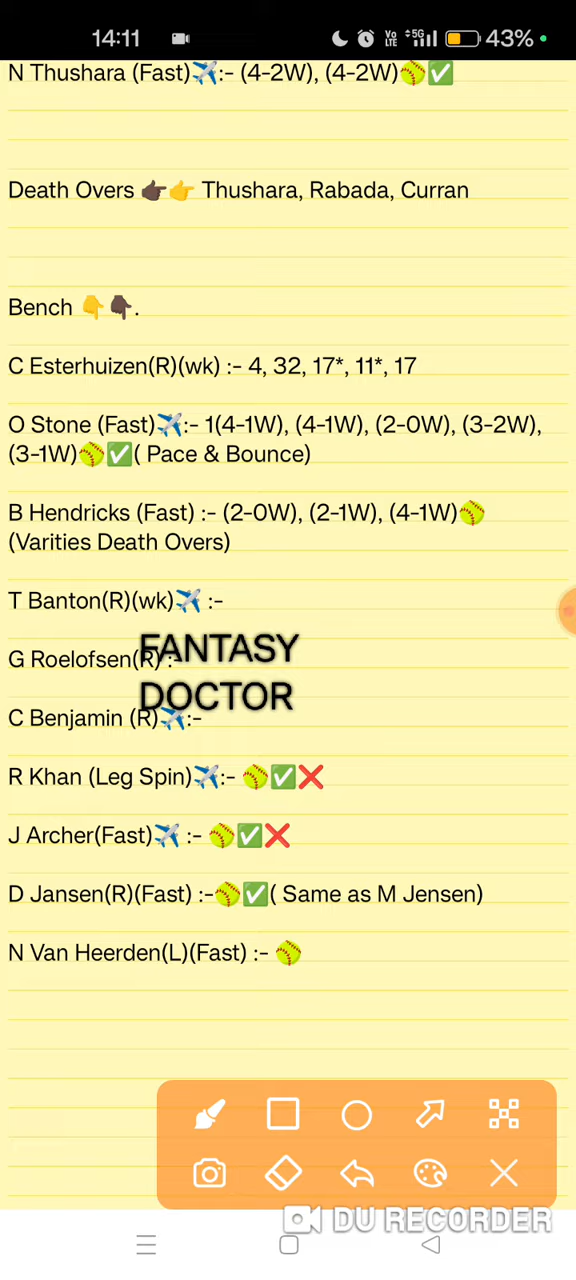 14:11 Vo LTE 5G 43%
N Thushara (Fast)✈️:- (4-2W), (4-2W)🥎✅
Death Overs 👉🏿👉 Thushara, Rabada, Curran
Bench 👇👇🏿.
C Esterhuizen(R)(wk) :- 4, 32, 17*, 11*, 17
O Stone (Fast)✈️:- 1(4-1W), (4-1W), (2-0W), (3-2W),
(3-1W)🥎✅( Pace & Bounce)
B Hendricks (Fast) :- (2-0W), (2-1W), (4-1W)🥎
(Varities Death Overs)
T Banton(R)(wk)✈️ :-
G Roelofsen(R) :-
FANTASY
DOCTOR
C Benjamin (R)✈️:-
R Khan (Leg Spin)✈️:- 🥎✅❌
J Archer(Fast)✈️ :- 🥎✅❌
D Jansen(R)(Fast) :-🥎✅( Same as M Jensen)
N Van Heerden(L)(Fast) :- 🥎
DU RECORDER